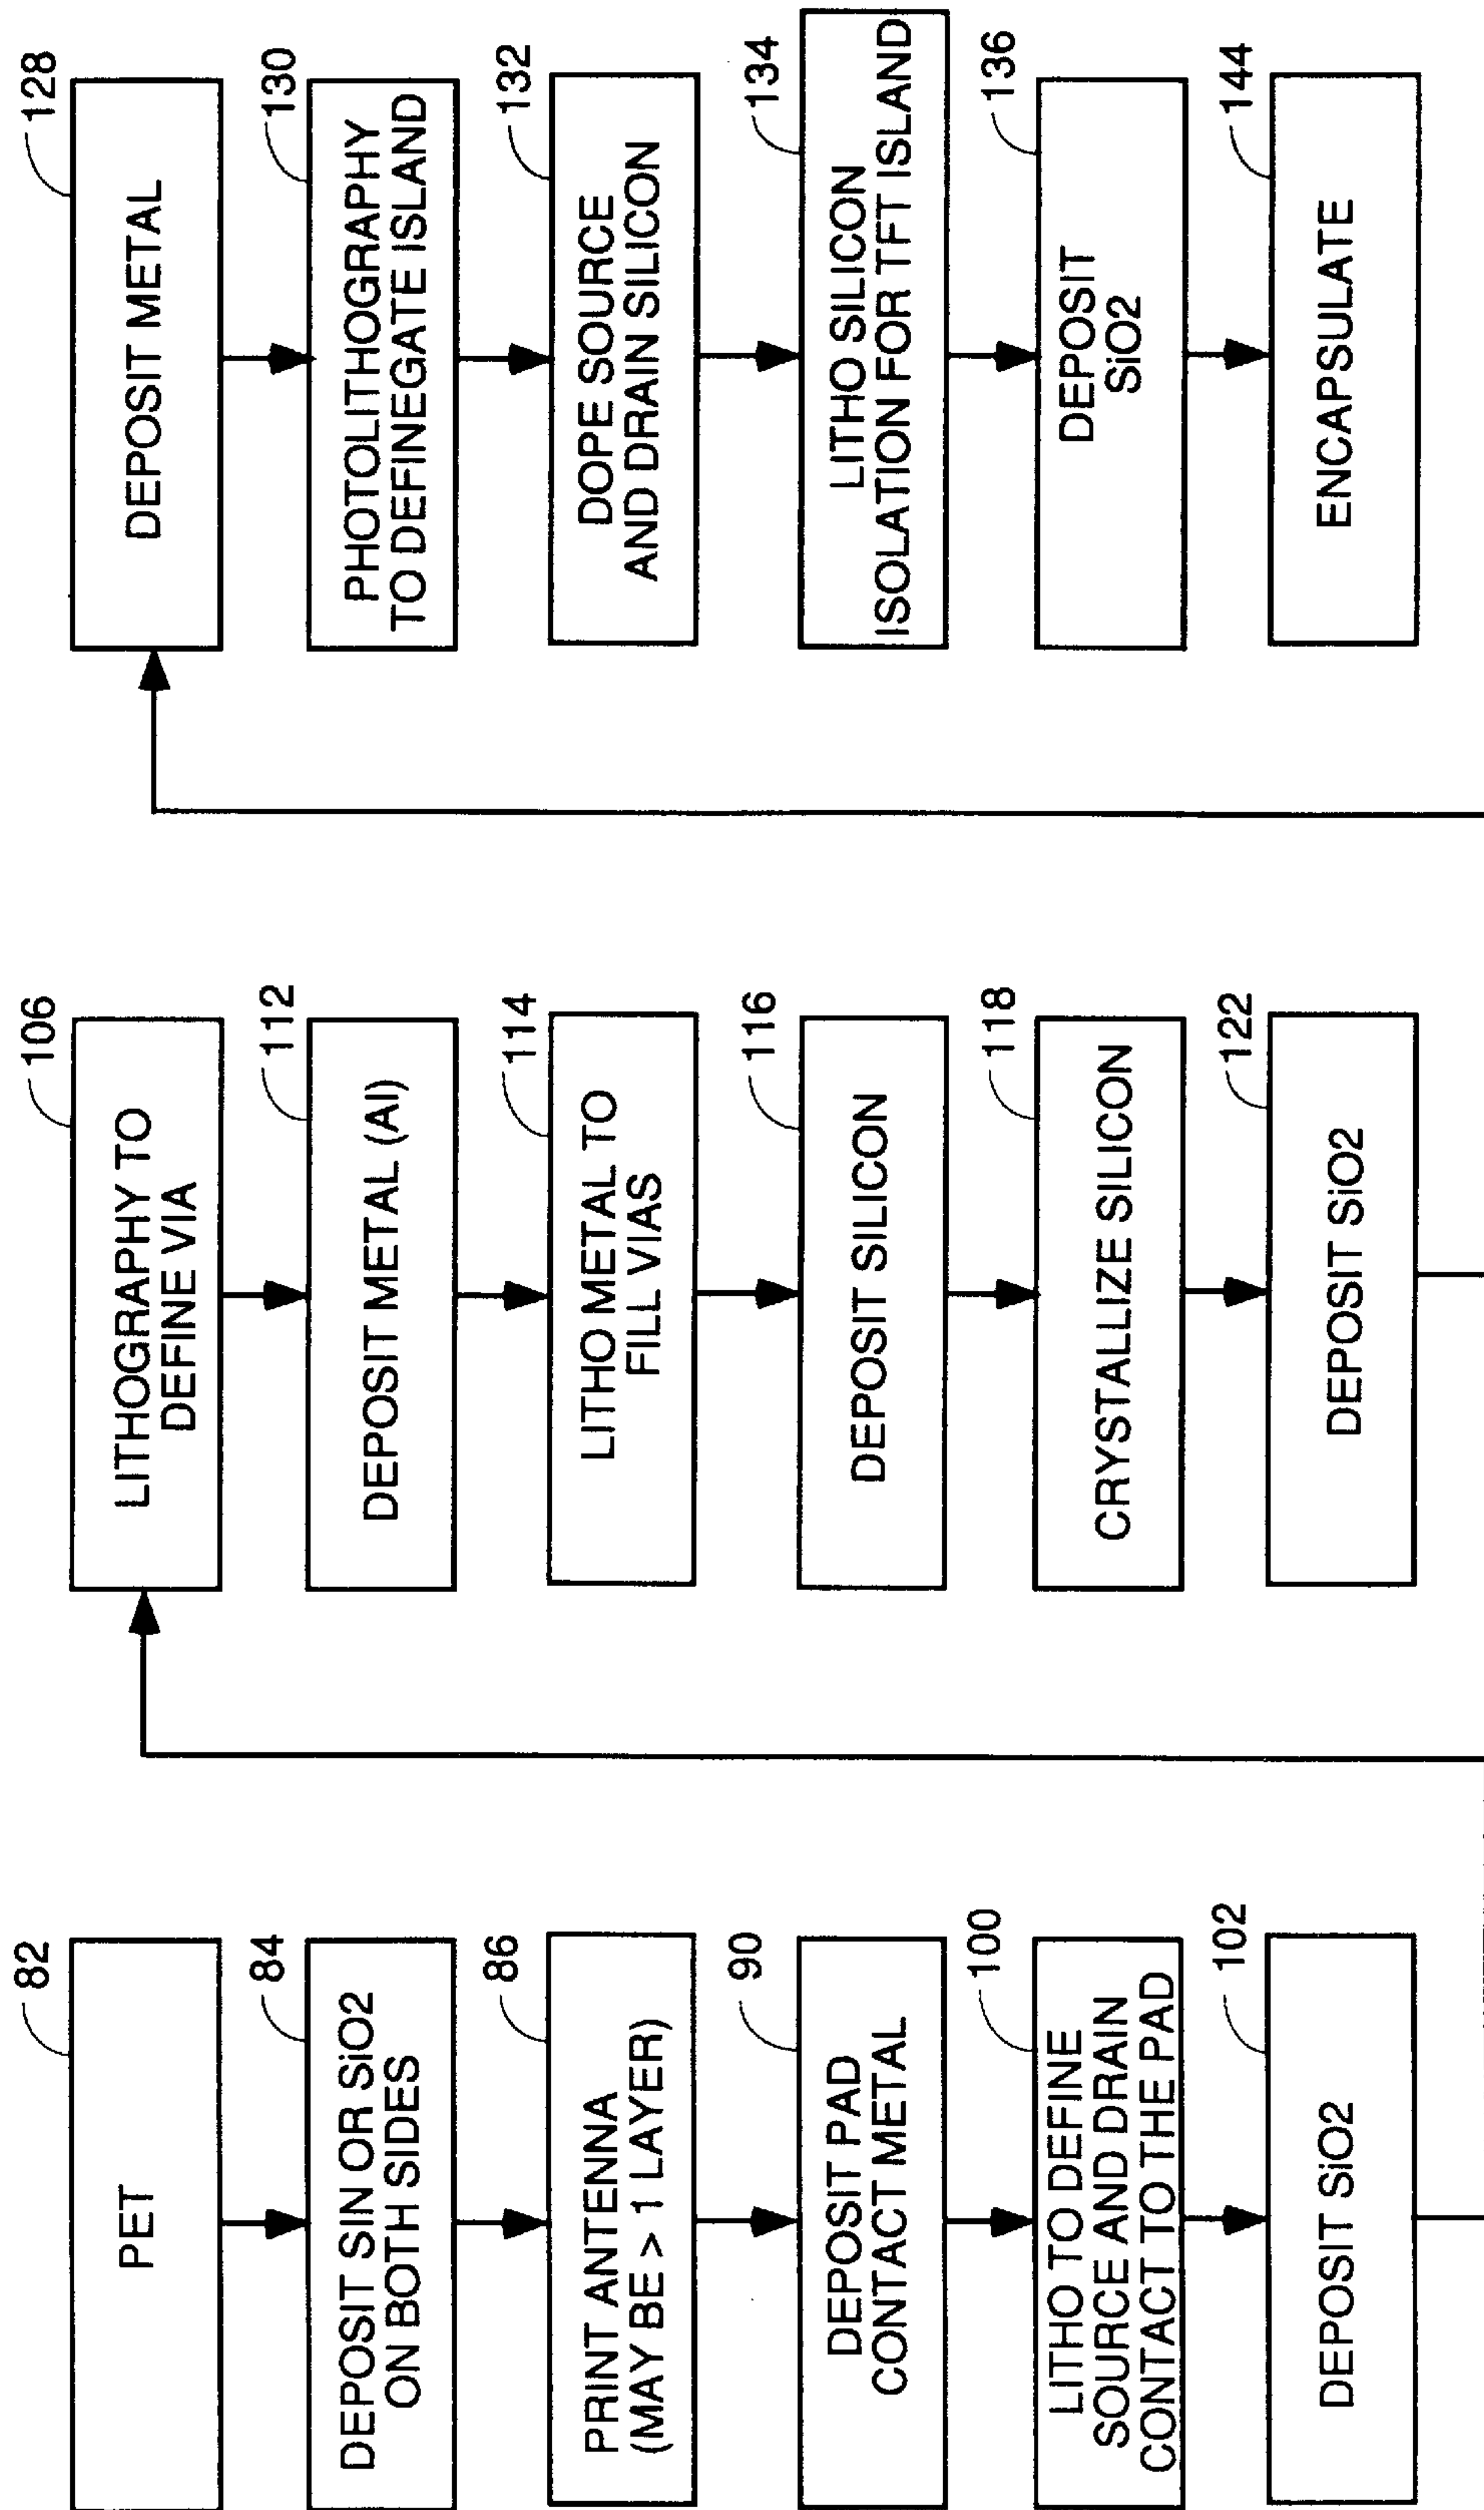 82
PET
84
DEPOSIT SIN OR SiO2
ON BOTH SIDES
86
PRINT ANTENNA
(MAY BE > 1 LAYER)
90
DEPOSIT PAD
CONTACT METAL
100
LITHO TO DEFINE
SOURCE AND DRAIN
CONTACT TO THE PAD
102
DEPOSIT SiO2
106
LITHOGRAPHY TO
DEFINE VIA
112
DEPOSIT METAL (Al)
114
LITHO METAL TO
FILL VIAS
116
DEPOSIT SILICON
118
CRYSTALLIZE SILICON
122
DEPOSIT SiO2
128
DEPOSIT METAL
130
PHOTOLITHOGRAPHY
TO DEFINEGATE ISLAND
132
DOPE SOURCE
AND DRAIN SILICON
134
LITHO SILICON
ISOLATION FOR TFT ISLAND
136
DEPOSIT
SiO2
144
ENCAPSULATE